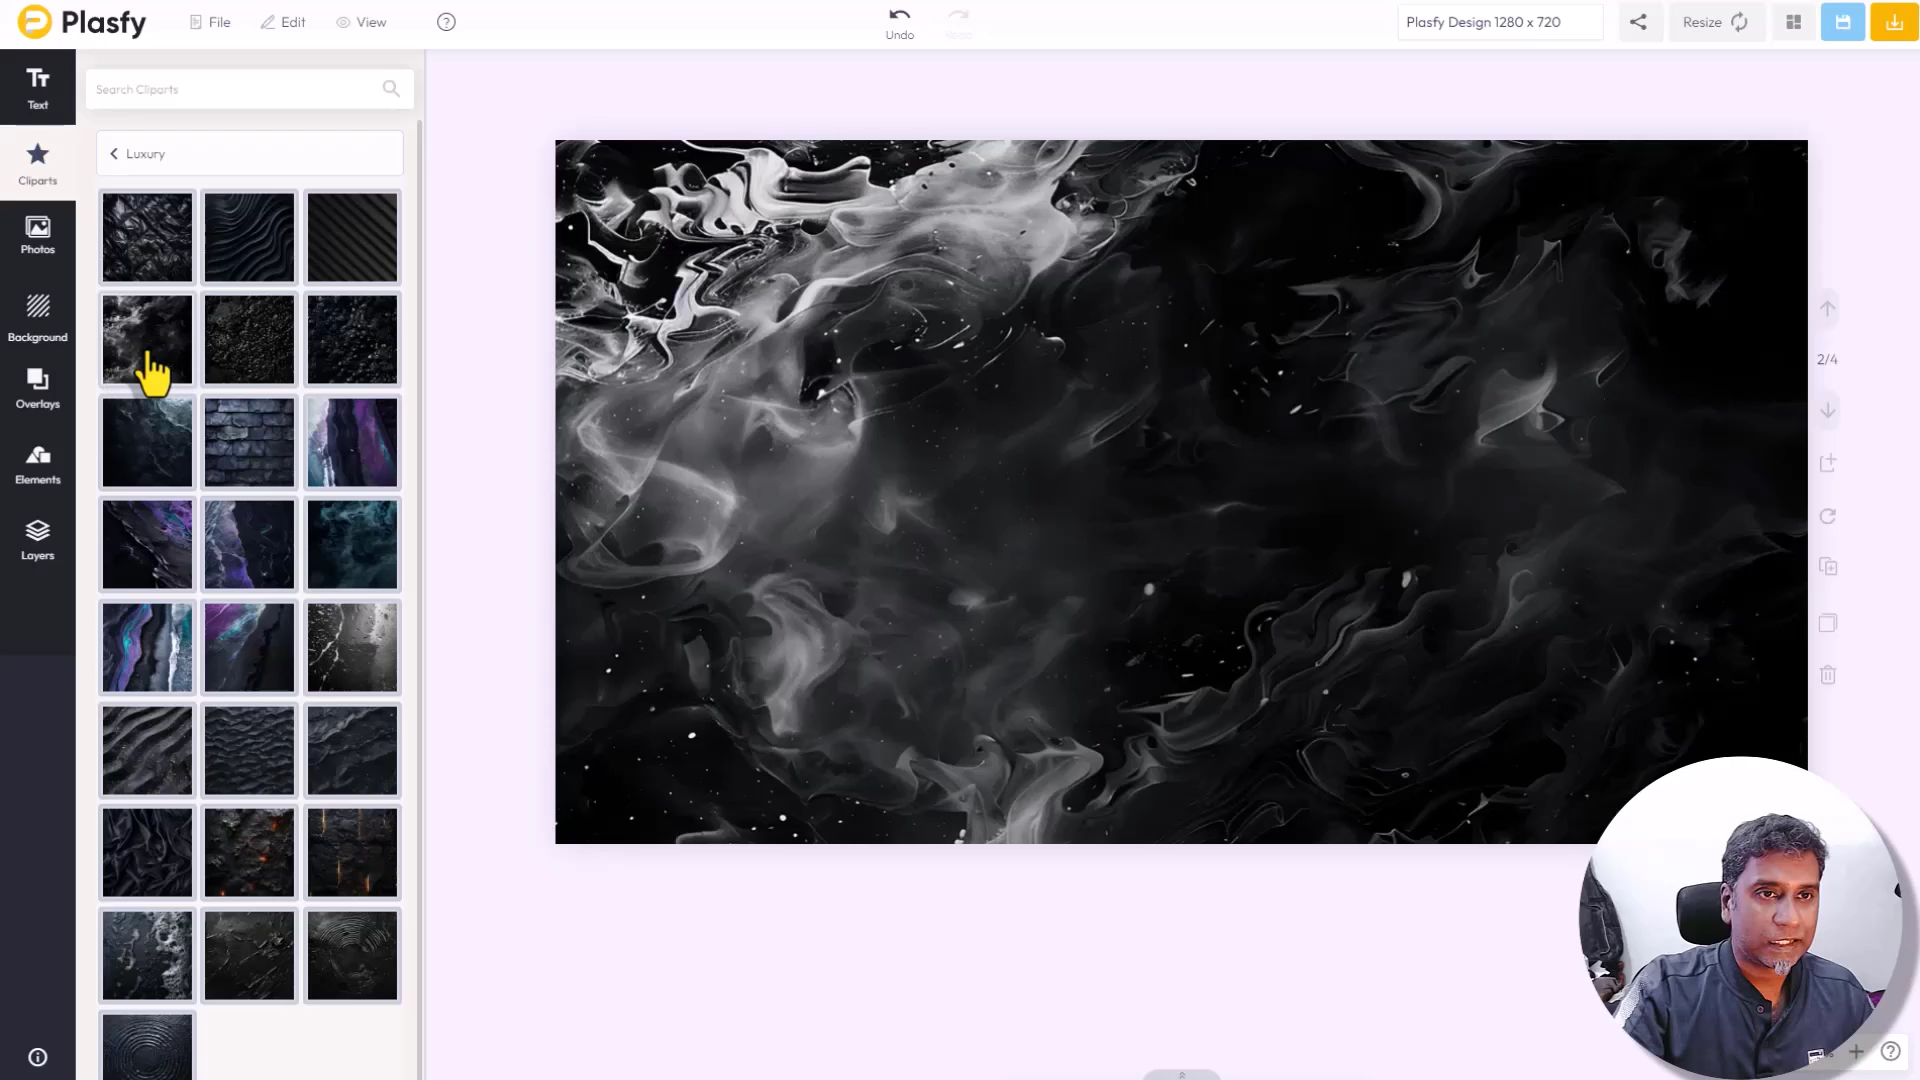 Plasfy
File
Edit
View
Undo
Redo
Plasfy Design 1280 x 720
Resize
Text
Cliparts
Photos
Background
Overlays
Elements
Layers
Search Cliparts
Luxury
2/4